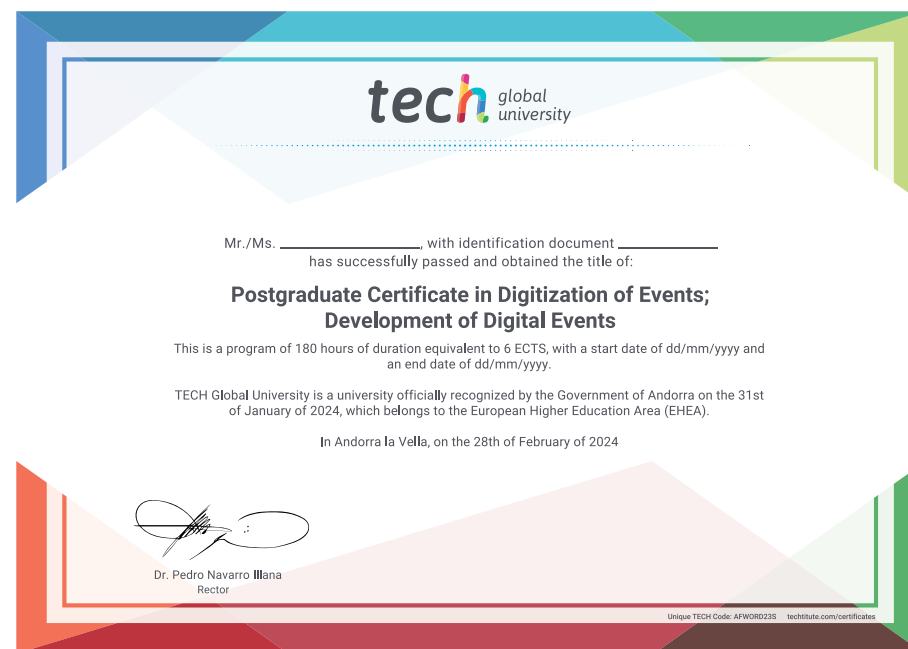 tech global
university
Mr./Ms. ____________________, with identification document ______________
has successfully passed and obtained the title of:
Postgraduate Certificate in Digitization of Events;
Development of Digital Events
This is a program of 180 hours of duration equivalent to 6 ECTS, with a start date of dd/mm/yyyy and
an end date of dd/mm/yyyy.
TECH Global University is a university officially recognized by the Government of Andorra on the 31st
of January of 2024, which belongs to the European Higher Education Area (EHEA).
In Andorra la Vella, on the 28th of February of 2024
Dr. Pedro Navarro Illana
Rector
Unique TECH Code: AFWORD23S techtitute.com/certificates